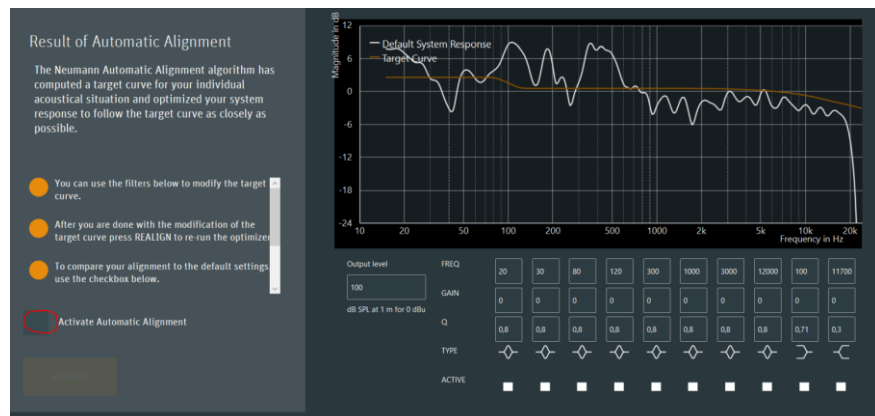 Result of Automatic Alignment
The Neumann Automatic Alignment algorithm has
computed a target curve for your individual
acoustical situation and optimized your system
response to follow the target curve as closely as
possible.
You can use the filters below to modify the target
curve.
After you are done with the modification of the
target curve press REALIGN to re-run the optimizer
To compare your alignment to the default settings
use the checkbox below.
Activate Automatic Alignment
Magnitude in dB
12
6
0
-6
-12
-18
-24
Default System Response
Target Curve
10 20 50 100 200 500 1000 2k 5k 10k 20k
Frequency in Hz
Output level
100
dB SPL at 1 m for 0 dBu
FREQ 20 30 80 120 300 1000 3000 12000 100 11700
GAIN 0 0 0 0 0 0 0 0 0 0
Q 0,8 0,8 0,8 0,8 0,8 0,8 0,8 0,8 0,71 0,3
TYPE
ACTIVE